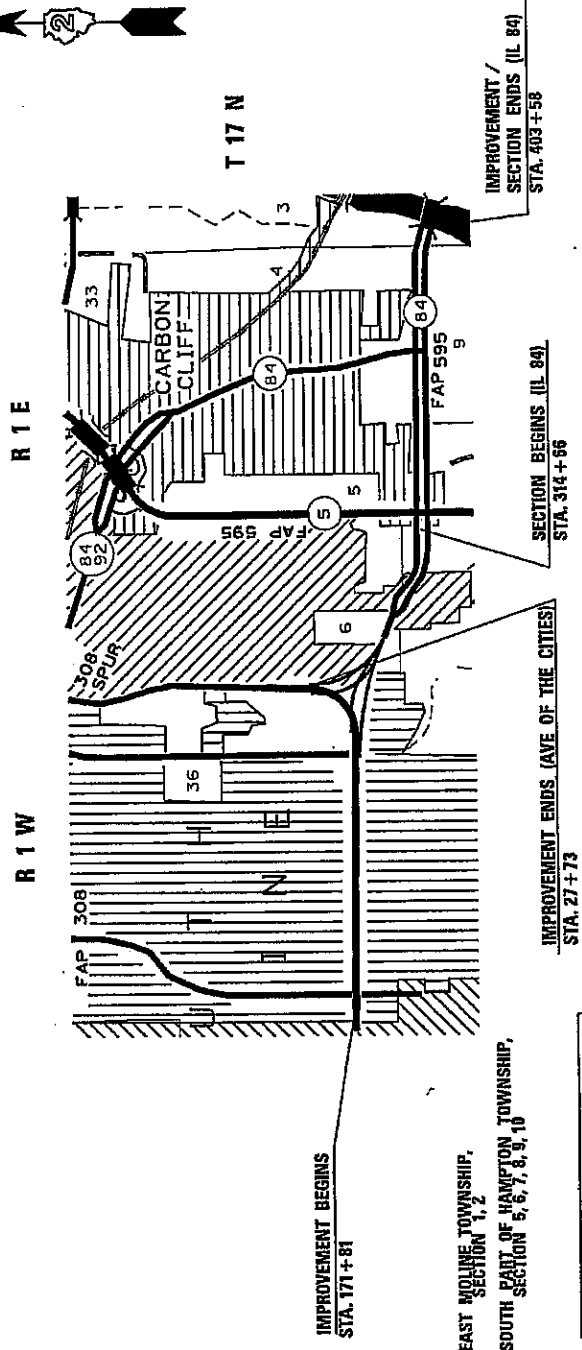 2
R 1 W
R 1 E
T 17 N
FAP 308
308
SPUR
84
92
33
CARBON
CLIFF
4
3
36
FAP 595
84
5
5
6
84
FAP 595
9
U N I T
I N E
IMPROVEMENT BEGINS
STA. 171+81
EAST MOLINE TOWNSHIP,
SECTION 1, 2
SOUTH PART OF HAMPTON TOWNSHIP,
SECTION 5, 6, 7, 8, 9, 10
IMPROVEMENT ENDS (AVE OF THE CITIES)
STA. 27+73
SECTION BEGINS (IL 84)
STA. 314+66
IMPROVEMENT /
SECTION ENDS (IL 84)
STA. 403+58